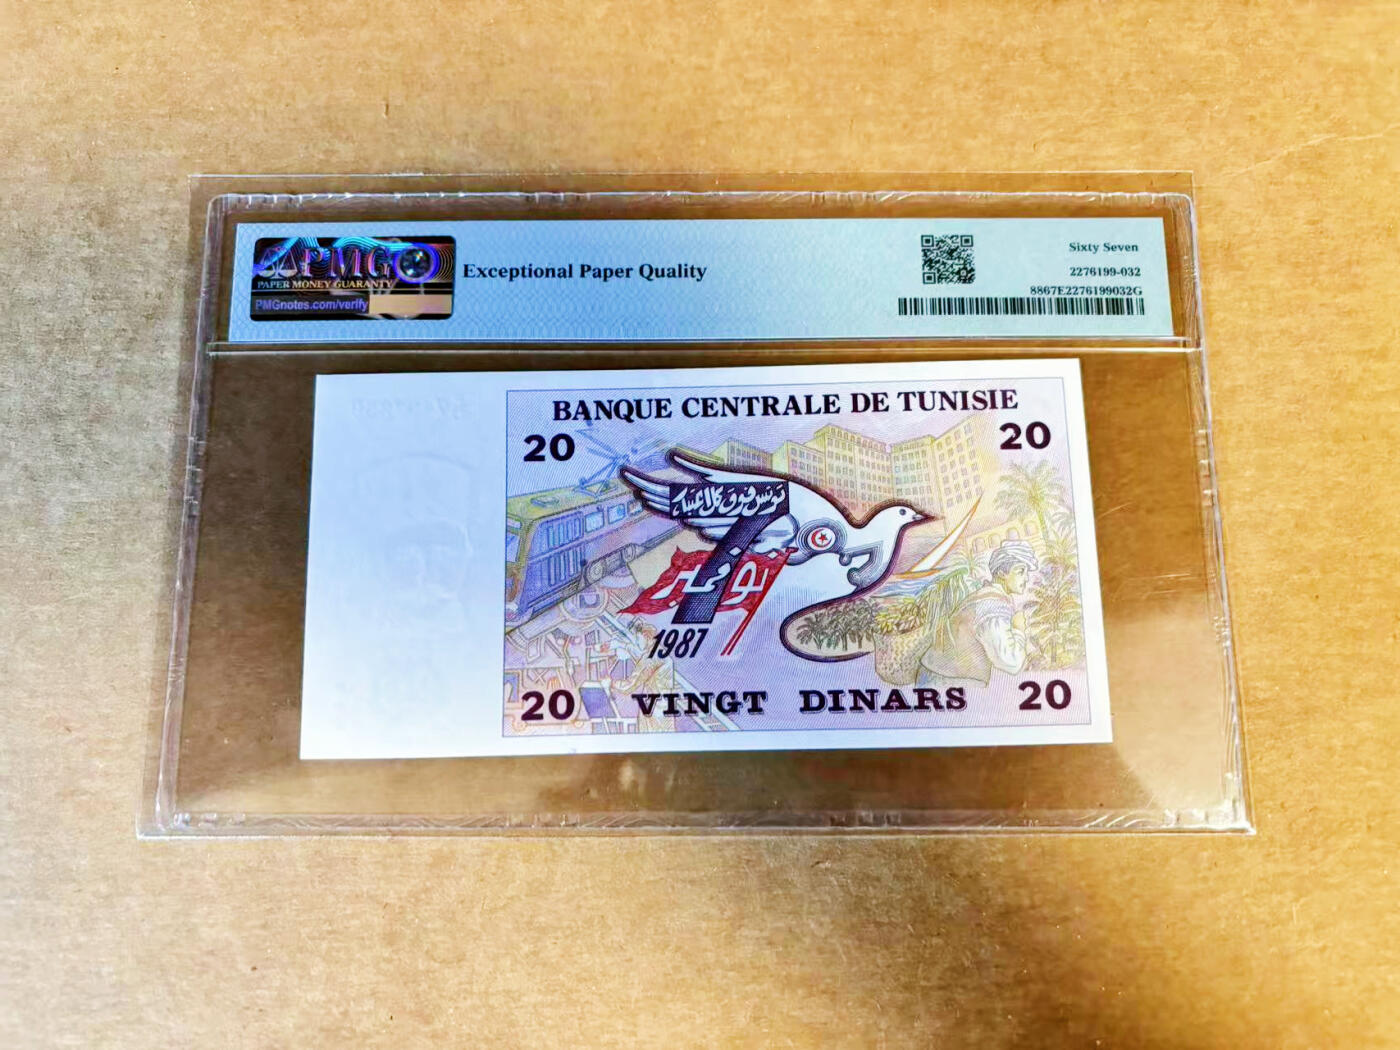 PMG
PAPER MONEY GUARANTY
PMGnotes.com/verify
Exceptional Paper Quality
Sixty Seven
2276199-032
8867E2276199032G
BANQUE CENTRALE DE TUNISIE
20
20
تونس فوق كل اعتبار
7
نوفمبر
1987
20
VINGT DINARS
20